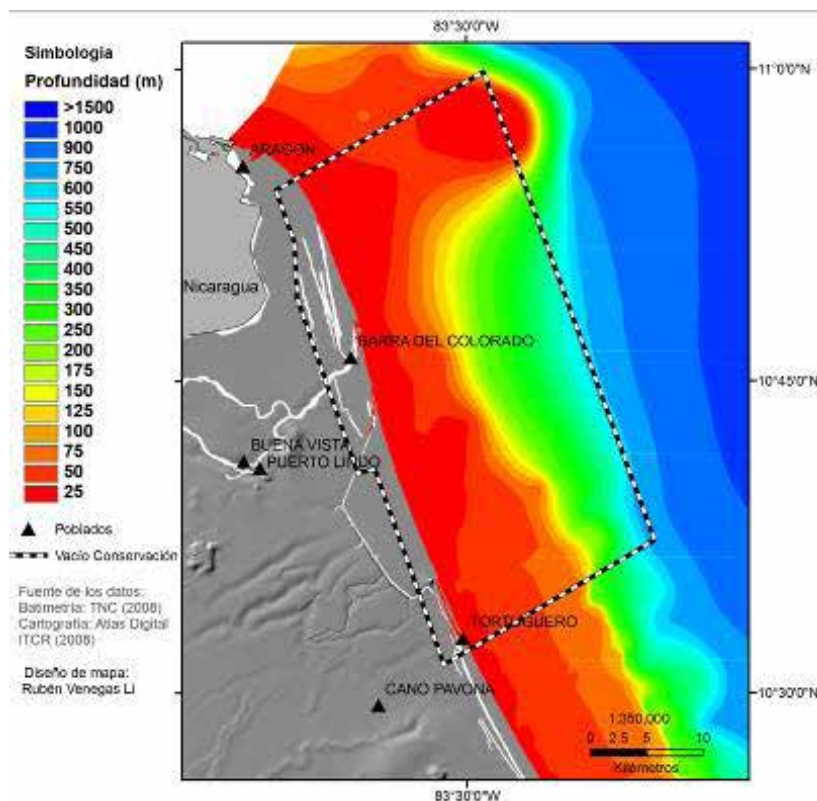 83°30'0"W
Simbología
Profundidad (m)
>1500
1000
900
750
600
550
500
450
400
350
300
250
200
175
150
125
100
75
50
25
Poblados
Vacío Conservación
Fuente de los datos:
Batimetría: TNC (2008)
Cartografía: Atlas Digital
ITCR (2008)
Diseño de mapa:
Rubén Venegas Li
11°0'0"N
ARAGON
Nicaragua
BARRA DEL COLORADO
10°45'0"N
BUENA VISTA
PUERTO LINDO
TORTUGUERO
CANO PAVONA
10°30'0"N
1:350,000
0 2.5 5 10
Kilómetros
83°30'0"W